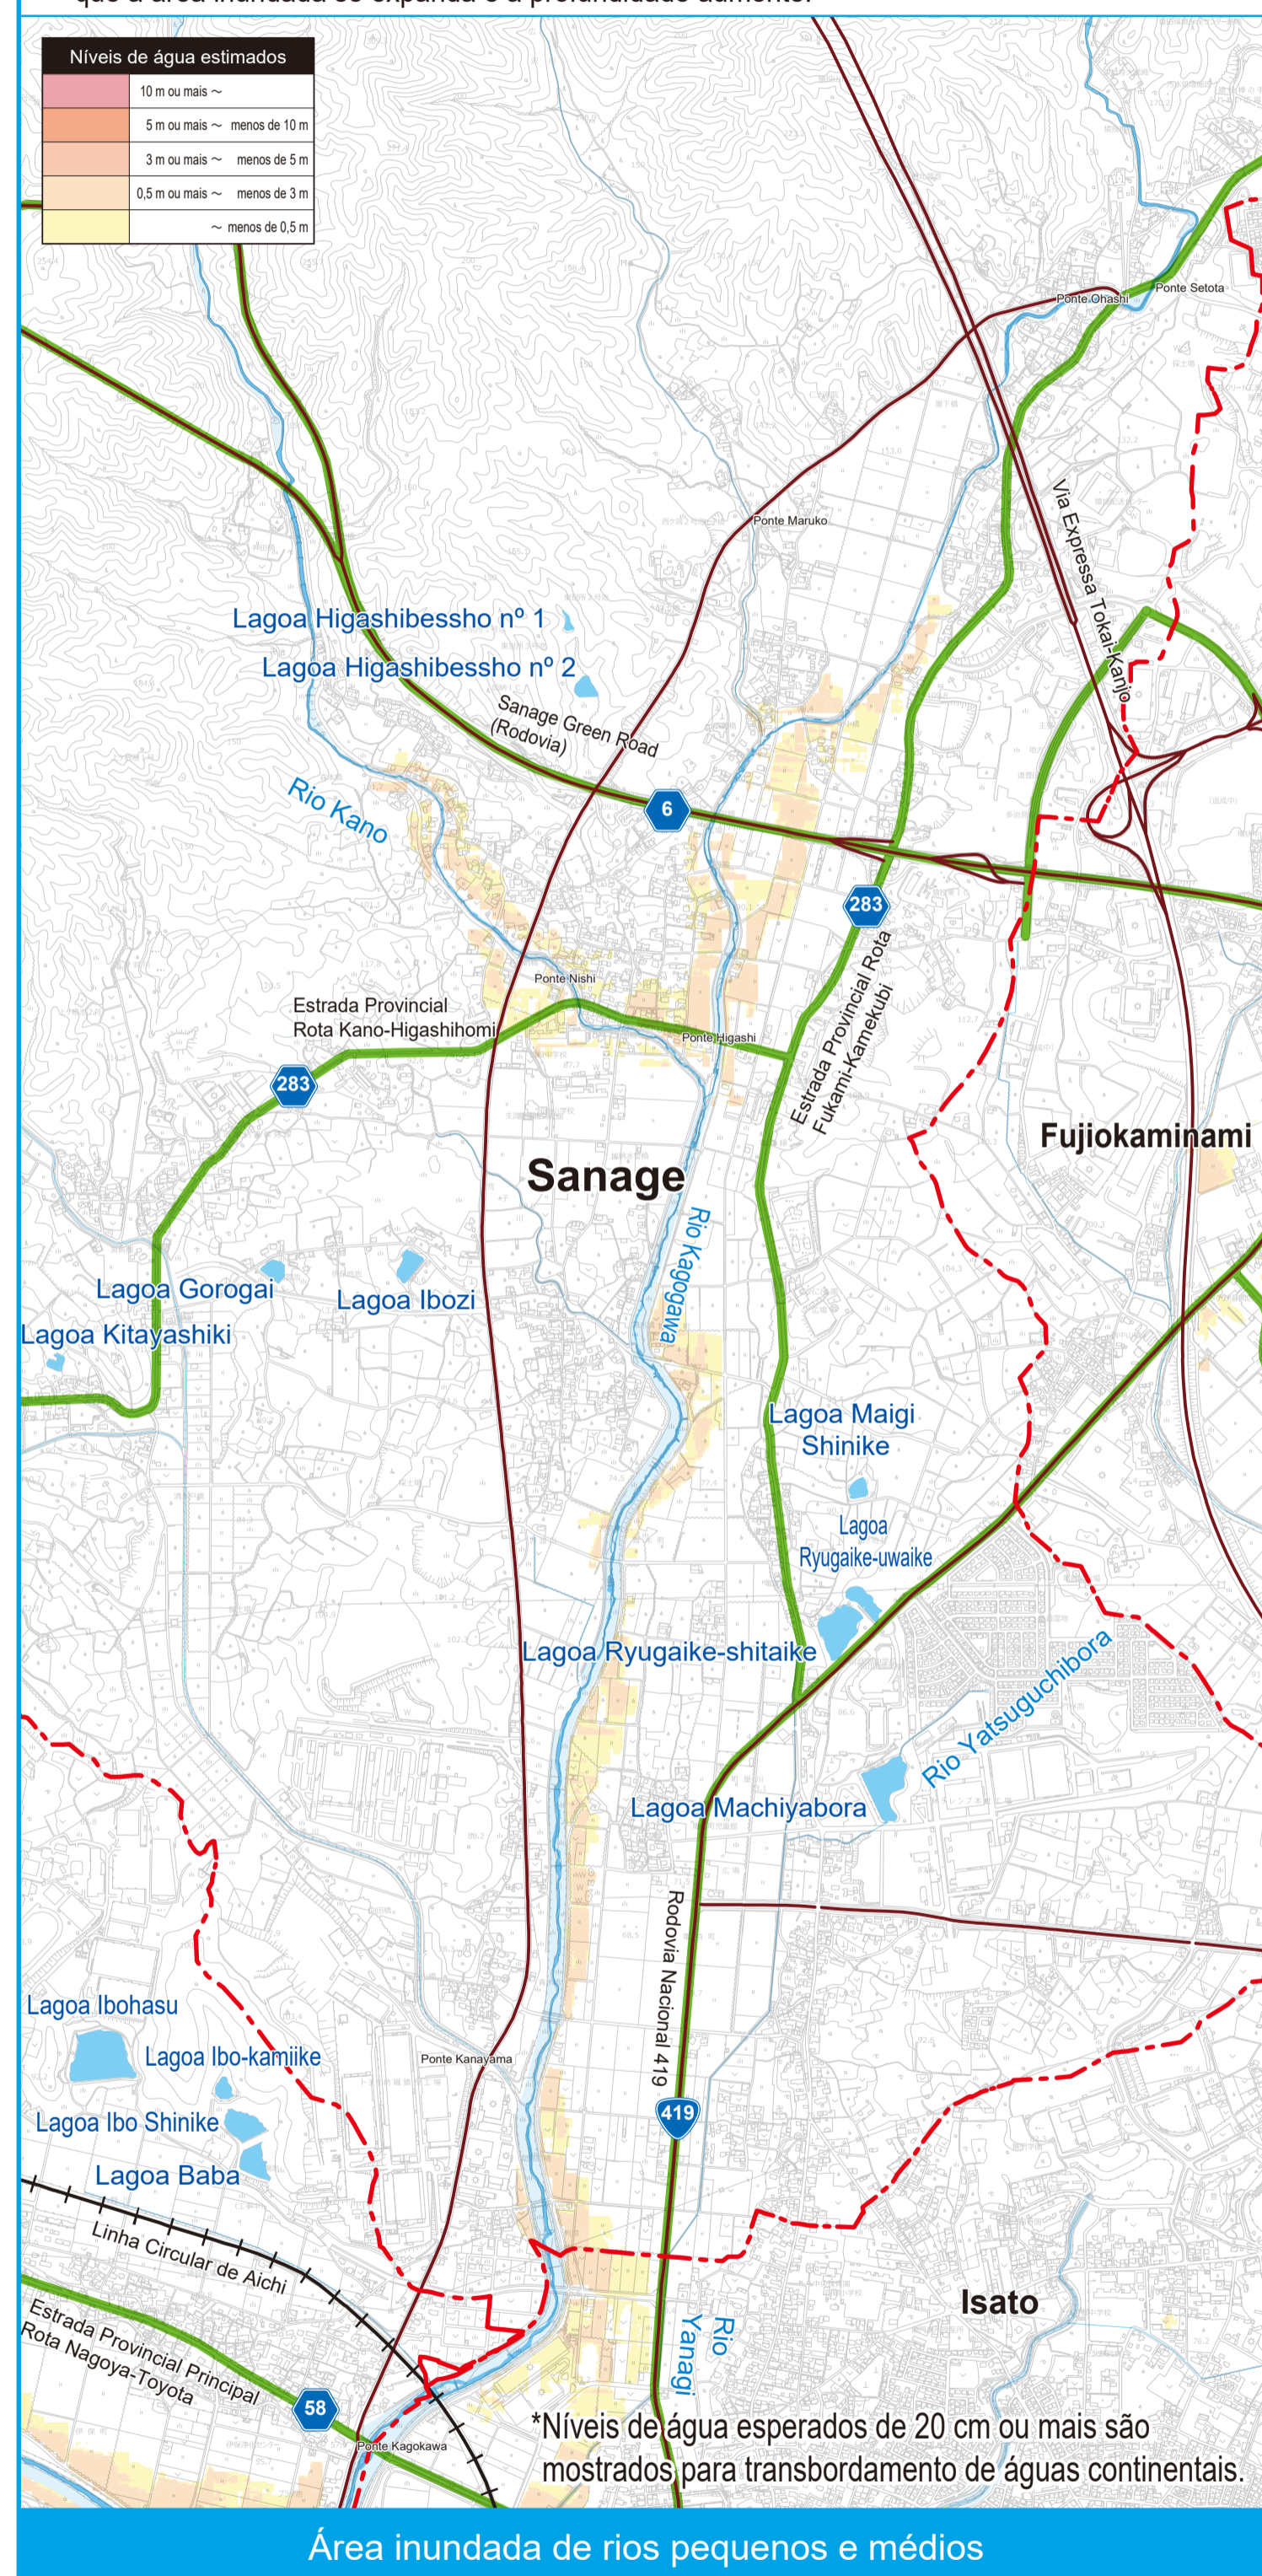 que a área inundada se expanda e a profundidade aumente.
Níveis de água estimados
10 m ou mais ～
5 m ou mais ～ menos de 10 m
3 m ou mais ～ menos de 5 m
0,5 m ou mais ～ menos de 3 m
～ menos de 0,5 m
Ponte Setota
Ponte Ohashi
Ponte Maruko
Via Expressa Tokai-Kanjo
Lagoa Higashibessho nº 1
Lagoa Higashibessho nº 2
Sanage Green Road
(Rodovia)
Rio Kano
6
283
Ponte Nishi
Estrada Provincial
Rota Kano-Higashihomi
Ponte Higashi
Estrada Provincial Rota
Fukami-Kamekubi
283
Fujiokaminami
Sanage
Rio Kagogawa
Lagoa Gorogai
Lagoa Ibozi
Lagoa Kitayashiki
Lagoa Maigi
Shinike
Lagoa
Ryugaike-uwaike
Lagoa Ryugaike-shitaike
Rio Yatsuguchibora
Lagoa Machiyabora
Rodovia Nacional 419
Lagoa Ibohasu
Lagoa Ibo-kamiike
Ponte Kanayama
419
Lagoa Ibo Shinike
Lagoa Baba
Linha Circular de Aichi
Isato
Estrada Provincial Principal
Rota Nagoya-Toyota
Rio
Yanagi
58
Ponte Kagokawa
*Níveis de água esperados de 20 cm ou mais são
mostrados para transbordamento de águas continentais.
Área inundada de rios pequenos e médios